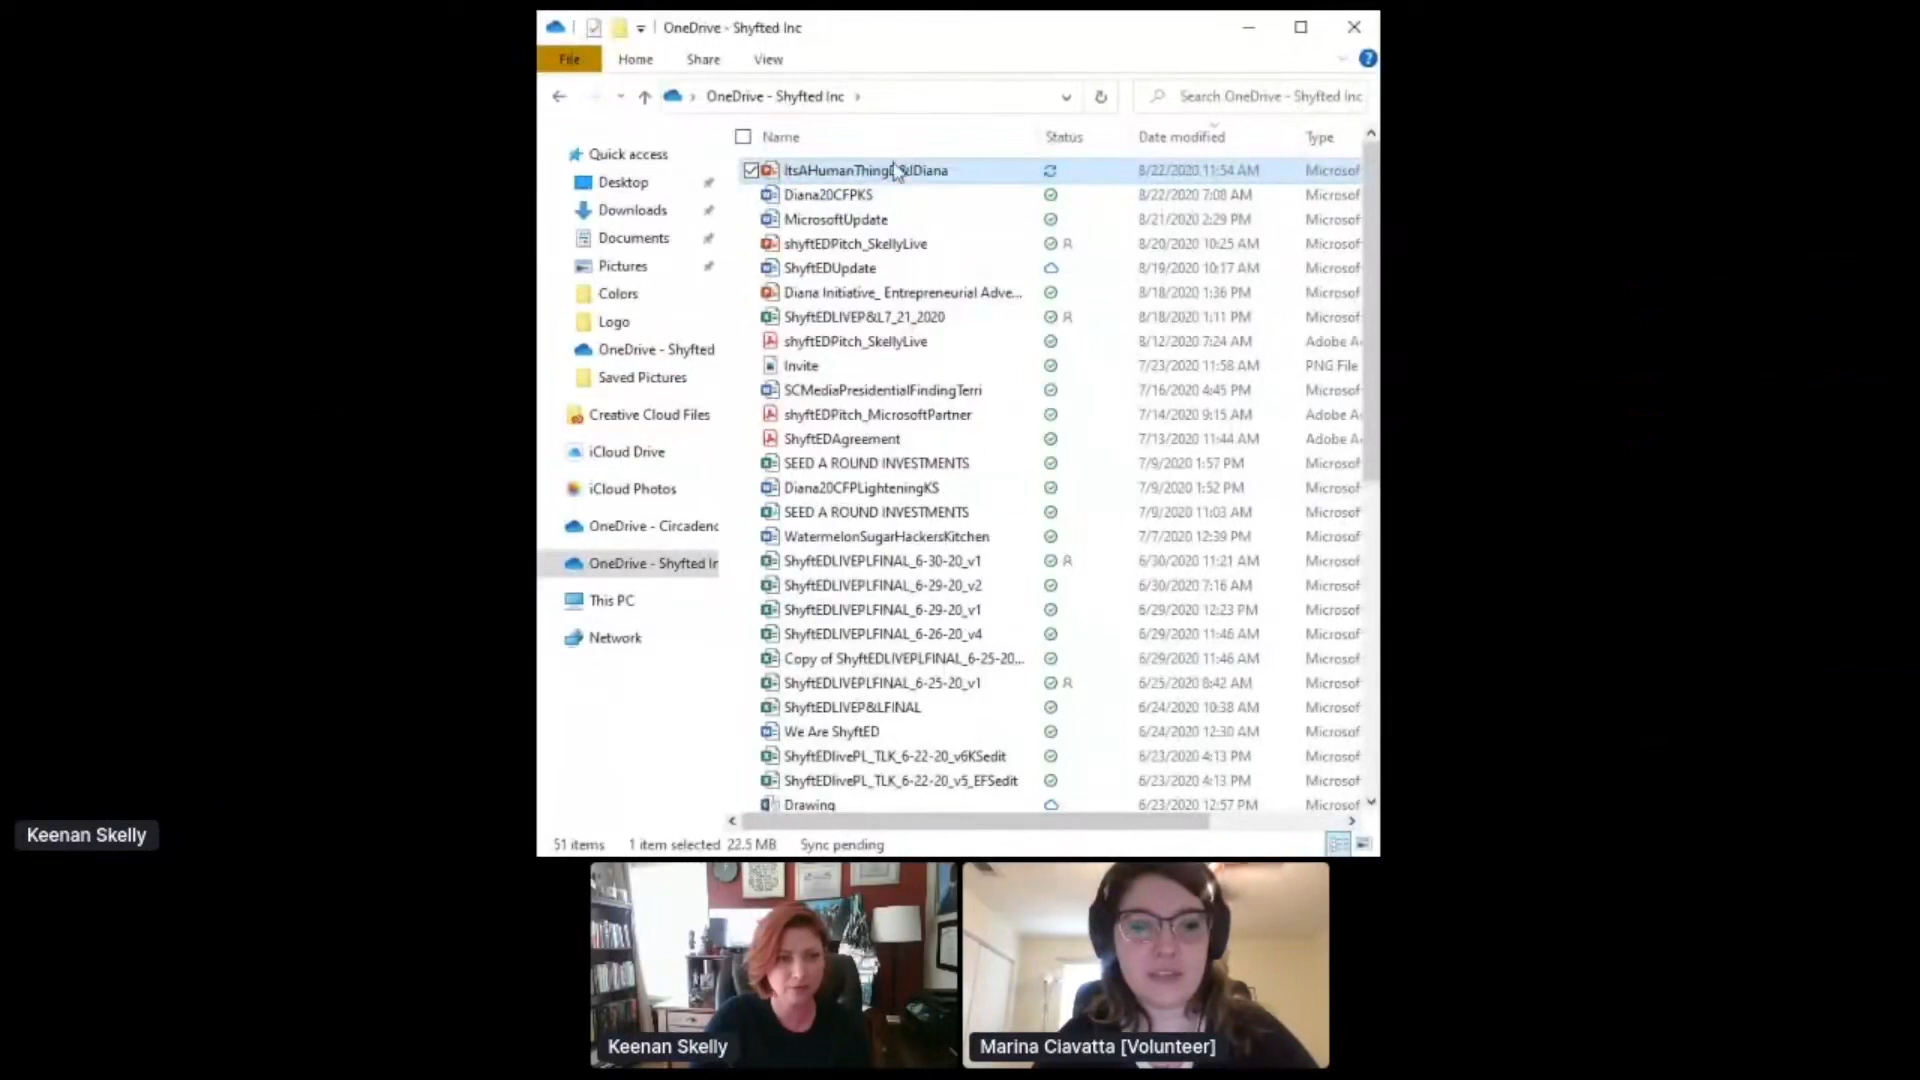 OneDrive - Shyfted Inc
File Home Share View
OneDrive - Shyfted Inc
Search OneDrive - Shyfted Inc
Name Status Date modified Type
Quick access
Desktop
Downloads
Documents
Pictures
Colors
Logo
OneDrive - Shyfted
Saved Pictures
Creative Cloud Files
iCloud Drive
iCloud Photos
OneDrive - Circadenc
OneDrive - Shyfted Ir
This PC
Network
8/22/2020 11:54 AM Microsof
Diana20CFPKS 8/22/2020 7:08 AM Microsof
MicrosoftUpdate 8/21/2020 2:29 PM Microsof
shyftEDPitch_SkellyLive 8/20/2020 10:25 AM Microsof
ShyftEDUpdate 8/19/2020 10:17 AM Microsof
Diana Initiative_ Entrepreneurial Adve... 8/18/2020 1:36 PM Microsof
ShyftEDLIVEP&L7_21_2020 8/18/2020 1:11 PM Microsof
shyftEDPitch_SkellyLive 8/12/2020 7:24 AM Adobe A
Invite 7/23/2020 11:58 AM PNG File
SCMediaPresidentialFindingTerri 7/16/2020 4:45 PM Microsof
shyftEDPitch_MicrosoftPartner 7/14/2020 9:15 AM Adobe A
ShyftEDAgreement 7/13/2020 11:44 AM Adobe A
SEED A ROUND INVESTMENTS 7/9/2020 1:57 PM Microsof
Diana20CFPLighteningKS 7/9/2020 1:52 PM Microsof
SEED A ROUND INVESTMENTS 7/9/2020 11:03 AM Microsof
WatermelonSugarHackersKitchen 7/7/2020 12:39 PM Microsof
ShyftEDLIVEPLFINAL_6-30-20_v1 6/30/2020 11:21 AM Microsof
ShyftEDLIVEPLFINAL_6-29-20_v2 6/30/2020 7:16 AM Microsof
ShyftEDLIVEPLFINAL_6-29-20_v1 6/29/2020 12:23 PM Microsof
ShyftEDLIVEPLFINAL_6-26-20_v4 6/29/2020 11:46 AM Microsof
Copy of ShyftEDLIVEPLFINAL_6-25-20... 6/29/2020 11:46 AM Microsof
ShyftEDLIVEPLFINAL_6-25-20_v1 6/25/2020 8:42 AM Microsof
ShyftEDLIVEP&LFINAL 6/24/2020 10:38 AM Microsof
We Are ShyftED 6/24/2020 12:30 AM Microsof
ShyftEDlivePL_TLK_6-22-20_v6KSedit 6/23/2020 4:13 PM Microsof
ShyftEDlivePL_TLK_6-22-20_v5_EFSedit 6/23/2020 4:13 PM Microsof
Drawing 6/23/2020 12:57 PM Microsof
51 items 1 item selected 22.5 MB Sync pending
Keenan Skelly
Keenan Skelly
Marina Ciavatta [Volunteer]